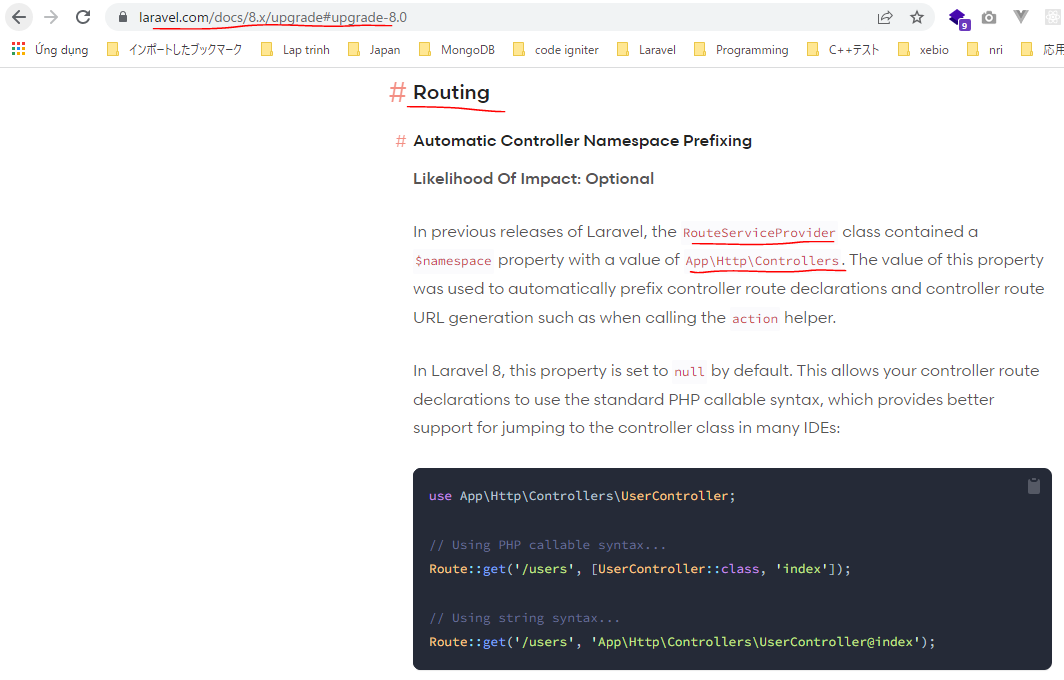 laravel.com/docs/8.x/upgrade#upgrade-8.0
9
Ứng dụng インポートしたブックマーク Lap trinh Japan MongoDB code igniter Laravel Programming C++テスト xebio nri 応用
# Routing
# Automatic Controller Namespace Prefixing
Likelihood Of Impact: Optional
In previous releases of Laravel, the RouteServiceProvider class contained a
$namespace property with a value of App\Http\Controllers. The value of this property
was used to automatically prefix controller route declarations and controller route
URL generation such as when calling the action helper.
In Laravel 8, this property is set to null by default. This allows your controller route
declarations to use the standard PHP callable syntax, which provides better
support for jumping to the controller class in many IDEs:
use App\Http\Controllers\UserController;
// Using PHP callable syntax...
Route::get('/users', [UserController::class, 'index']);
// Using string syntax...
Route::get('/users', 'App\Http\Controllers\UserController@index');